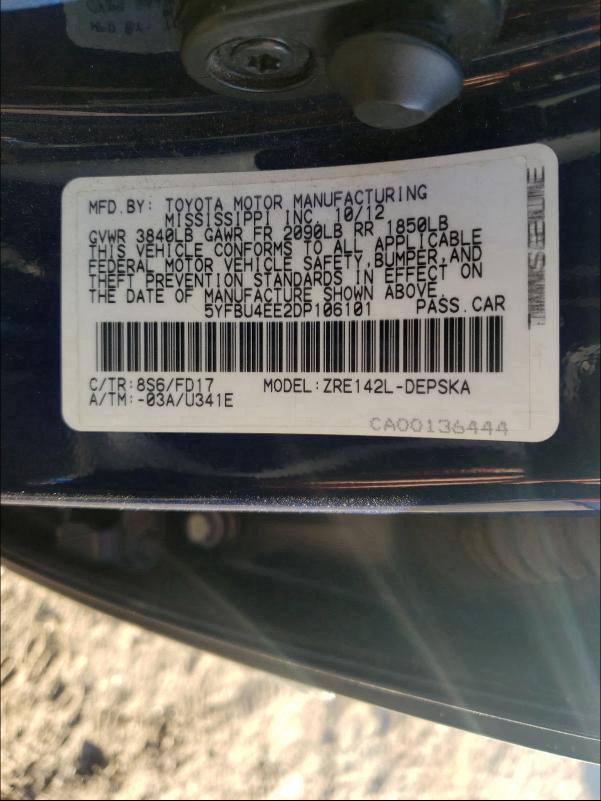 MFD.BY: TOYOTA MOTOR MANUFACTURING
MISSISSIPPI INC. 10/12
GVWR 3840LB GAWR FR 2090LB RR 1850LB
THIS VEHICLE CONFORMS TO ALL APPLICABLE
FEDERAL MOTOR VEHICLE SAFETY,BUMPER,AND
THEFT PREVENTION STANDARDS IN EFFECT ON
THE DATE OF MANUFACTURE SHOWN ABOVE.
5YFBU4EE2DP106101 PASS.CAR
C/TR:8S6/FD17 MODEL:ZRE142L-DEPSKA
A/TM:-03A/U341E
CA00136444